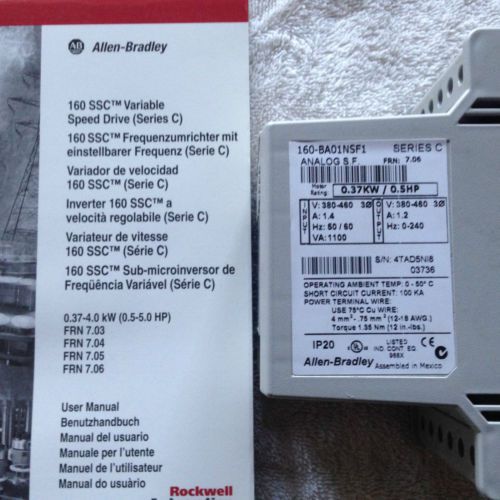 Allen-Bradley
160 SSC™ Variable
Speed Drive (Series C)
160 SSC™ Frequenzumrichter mit
einstellbarer Frequenz (Serie C)
Variador de velocidad
160 SSC™ (Serie C)
Inverter 160 SSC™ a
velocità regolabile (Serie C)
Variateur de vitesse
160 SSC™ (Série C)
160 SSC™ Sub-microinversor de
Freqüência Variável (Série C)
0.37-4.0 kW (0.5-5.0 HP)
FRN 7.03
FRN 7.04
FRN 7.05
FRN 7.06
User Manual
Benutzhandbuch
Manual del usuario
Manuale per l'utente
Manuel de l'utilisateur
Manual do usuàrio
Rockwell
160-BA01NSF1 SERIES C
ANALOG S.F. FRN: 7.06
Motor
Rating:
0.37KW / 0.5HP
INPUT
V: 380-460 3Ø
A: 1.4
Hz: 50 / 60
VA: 1100
OUTPUT
V: 380-460 3Ø
A: 1.2
Hz: 0-240
S/N: 4TAD5NI8
03736
OPERATING AMBIENT TEMP: 0 - 50° C
SHORT CIRCUIT CURRENT: 100 KA
POWER TERMINAL WIRE:
USE 75°C Cu WIRE:
4 mm² - .75 mm² (12-18 AWG.)
Torque 1.35 Nm (12 in.-lbs.)
IP20
LISTED
IND. CONT. EQ.
966X
Allen-Bradley
Assembled in Mexico